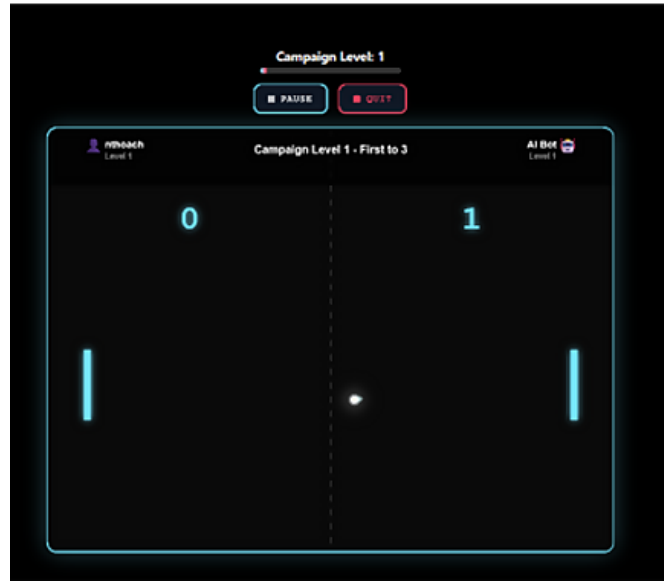 Campaign Level: 1
PAUSE
QUIT
nthoach
Level 1
Campaign Level 1 - First to 3
AI Bot
Level 1
0
1